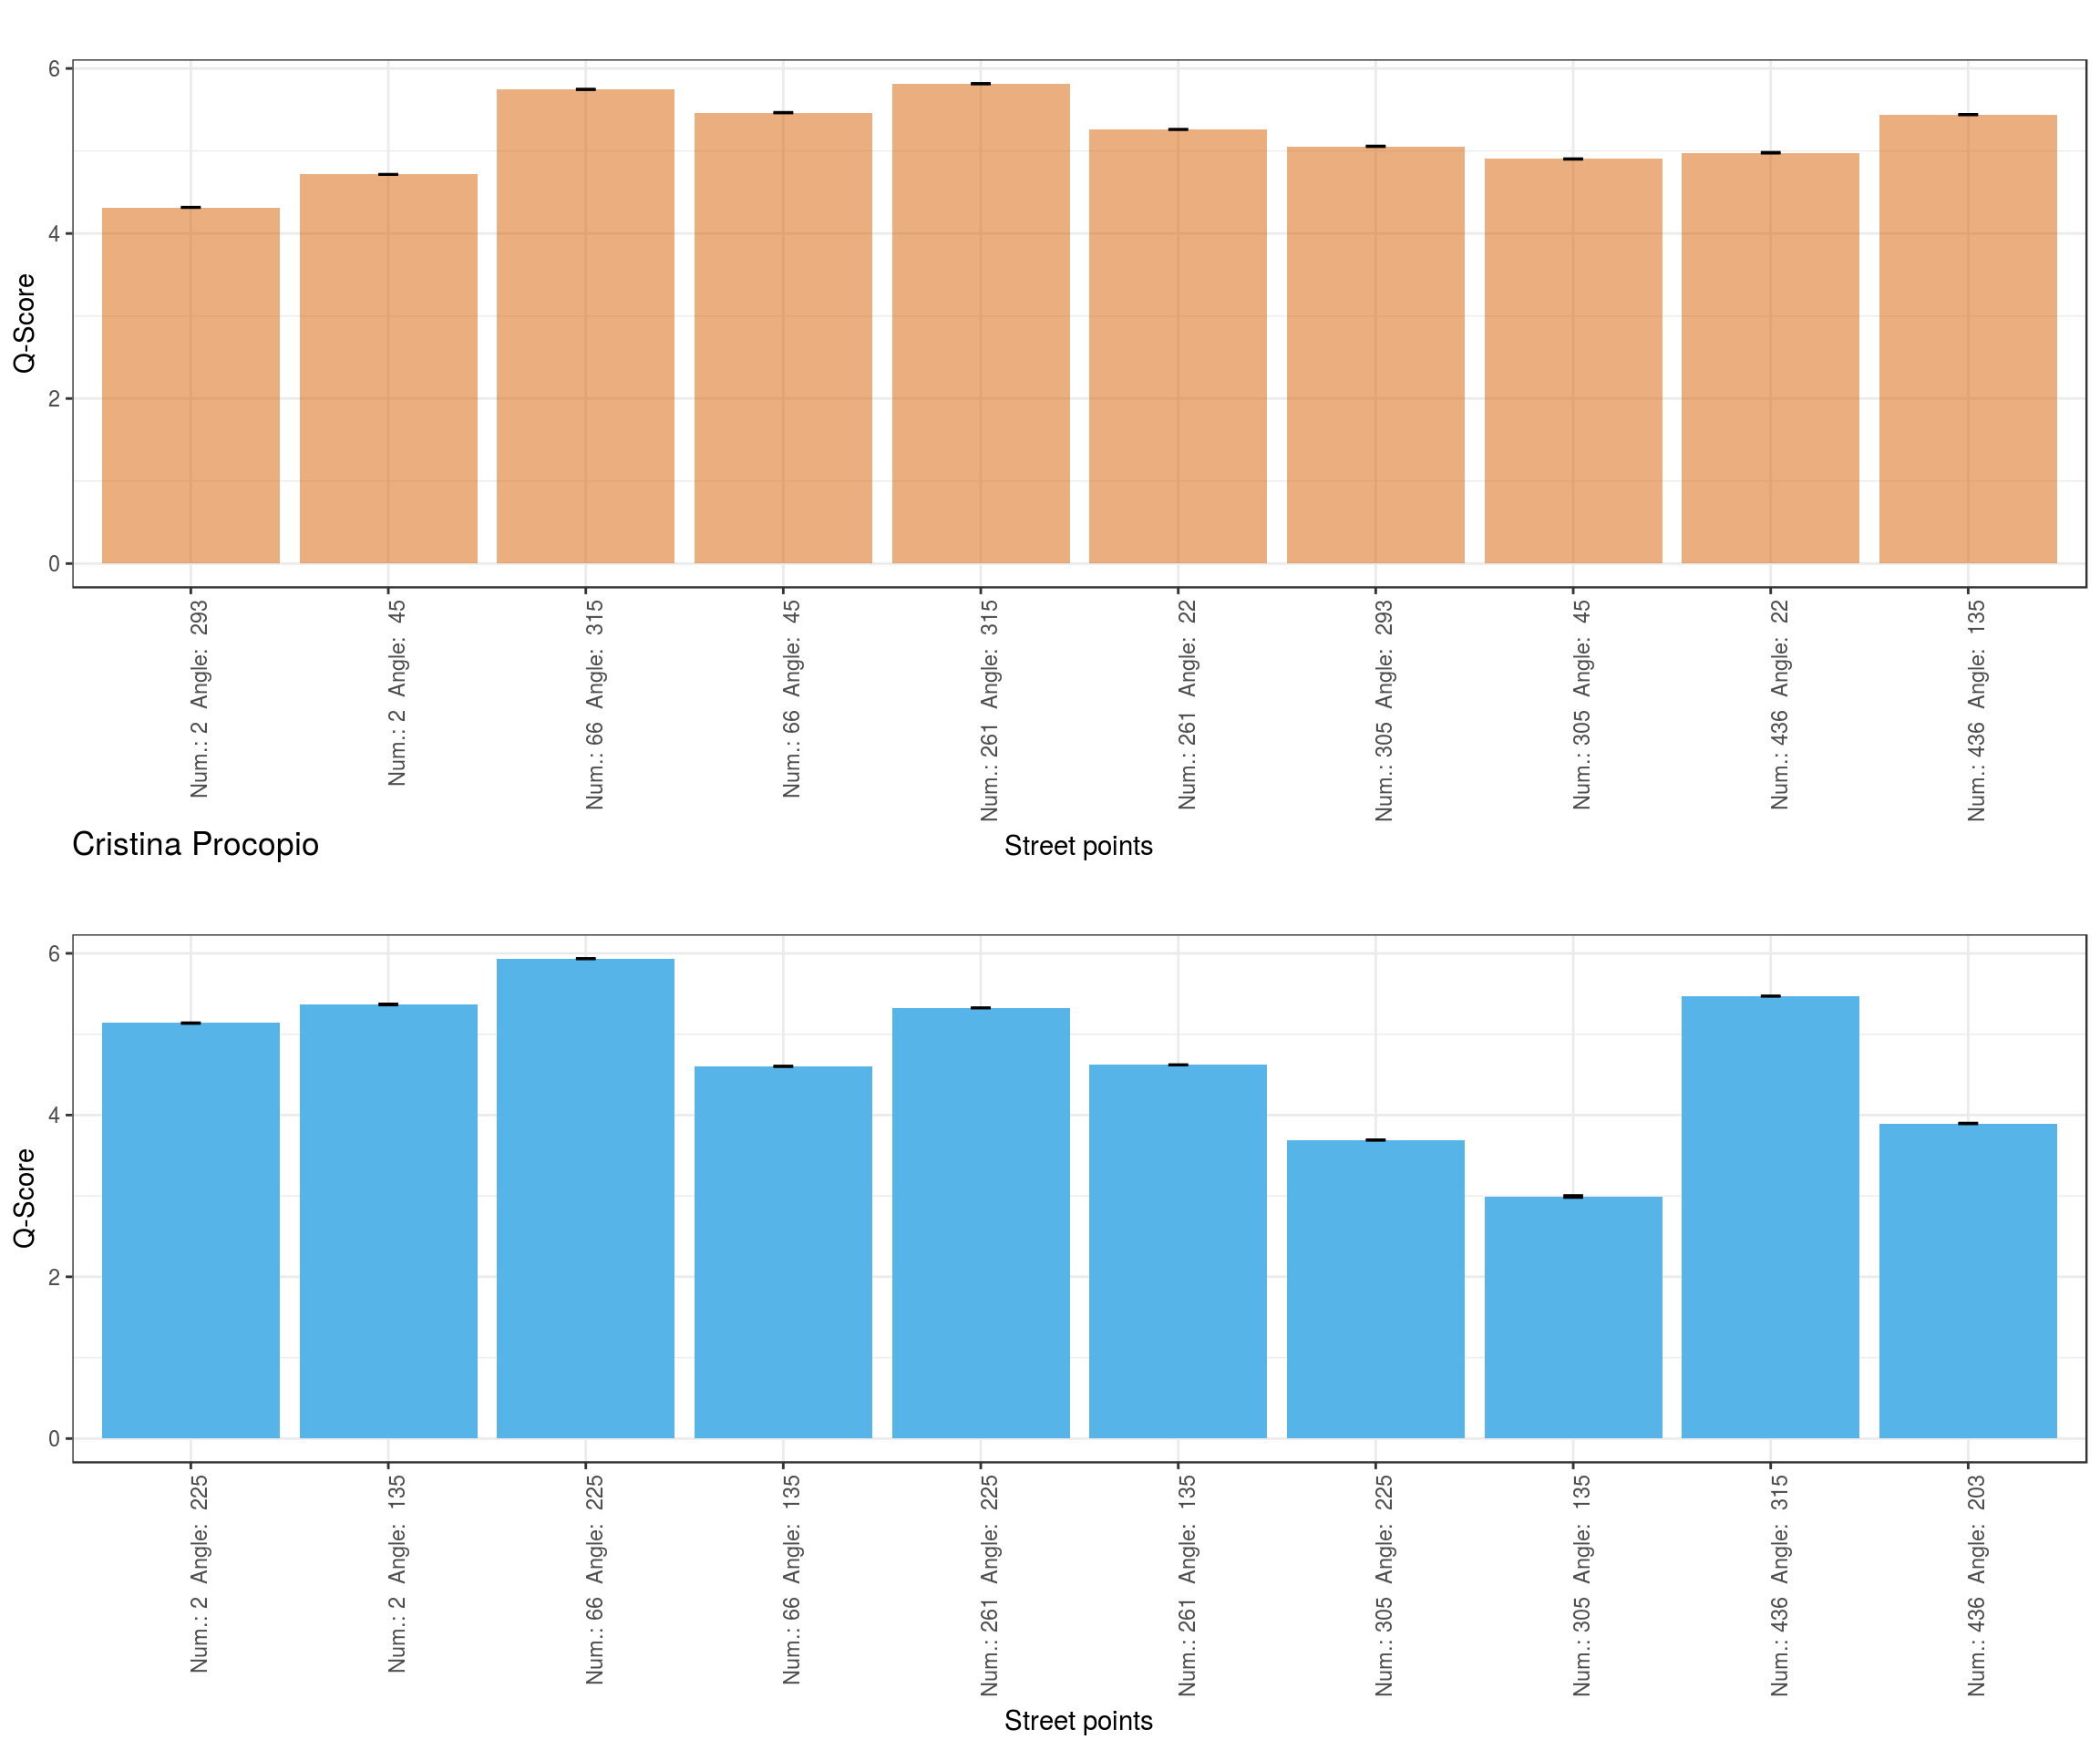 6
4
2
0
Q-Score
Num.: 2 Angle: 293
Num.: 2 Angle: 45
Num.: 66 Angle: 315
Num.: 66 Angle: 45
Num.: 261 Angle: 315
Num.: 261 Angle: 22
Num.: 305 Angle: 293
Num.: 305 Angle: 45
Num.: 436 Angle: 22
Num.: 436 Angle: 135
Street points
Cristina Procopio
6
4
2
0
Q-Score
Num.: 2 Angle: 225
Num.: 2 Angle: 135
Num.: 66 Angle: 225
Num.: 66 Angle: 135
Num.: 261 Angle: 225
Num.: 261 Angle: 135
Num.: 305 Angle: 225
Num.: 305 Angle: 135
Num.: 436 Angle: 315
Num.: 436 Angle: 203
Street points